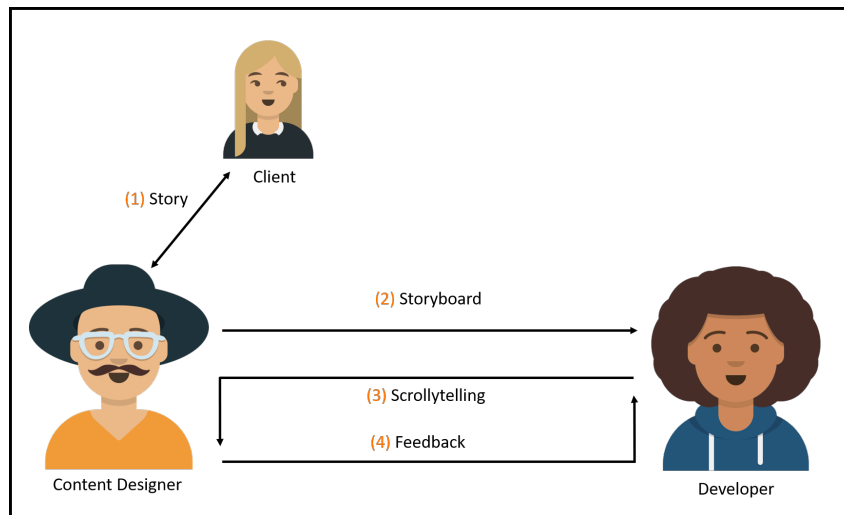 Client
(1) Story
(2) Storyboard
(3) Scrollytelling
(4) Feedback
Content Designer
Developer